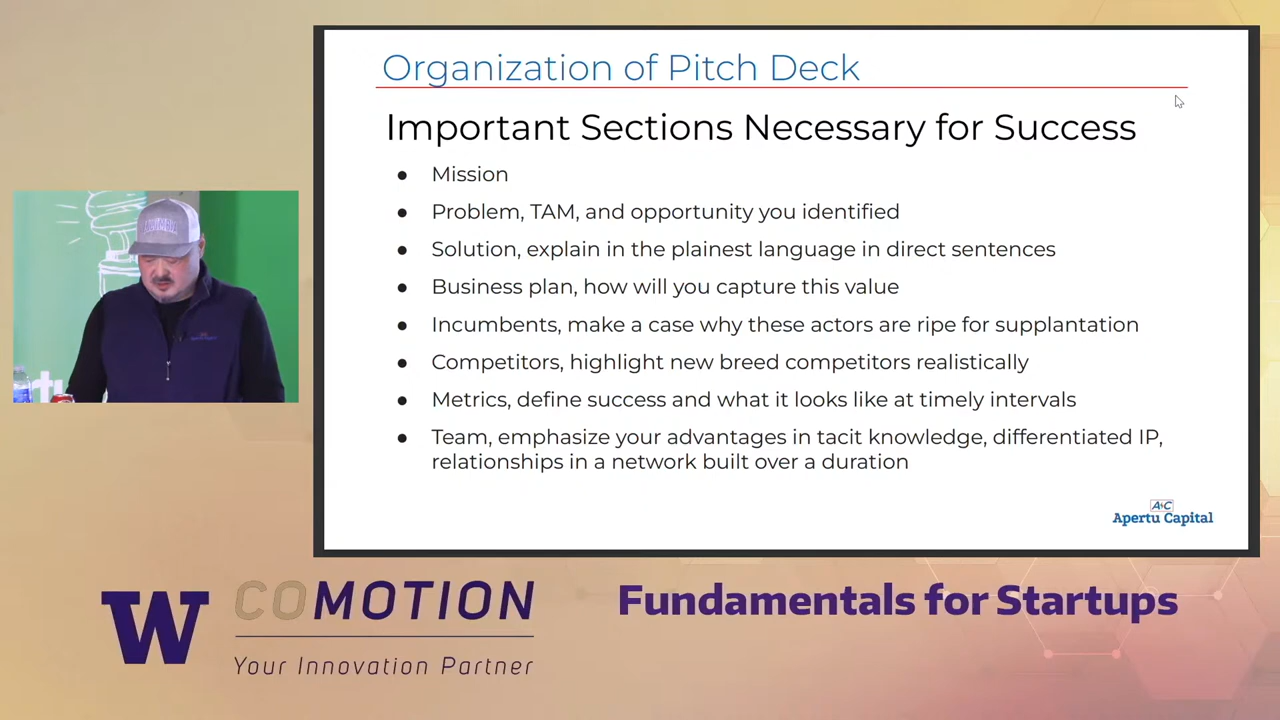 Organization of Pitch Deck
Important Sections Necessary for Success
● Mission
● Problem, TAM, and opportunity you identified
● Solution, explain in the plainest language in direct sentences
● Business plan, how will you capture this value
● Incumbents, make a case why these actors are ripe for supplantation
● Competitors, highlight new breed competitors realistically
● Metrics, define success and what it looks like at timely intervals
● Team, emphasize your advantages in tacit knowledge, differentiated IP,
relationships in a network built over a duration
A&C
Apertu Capital
W COMOTION
Your Innovation Partner
Fundamentals for Startups